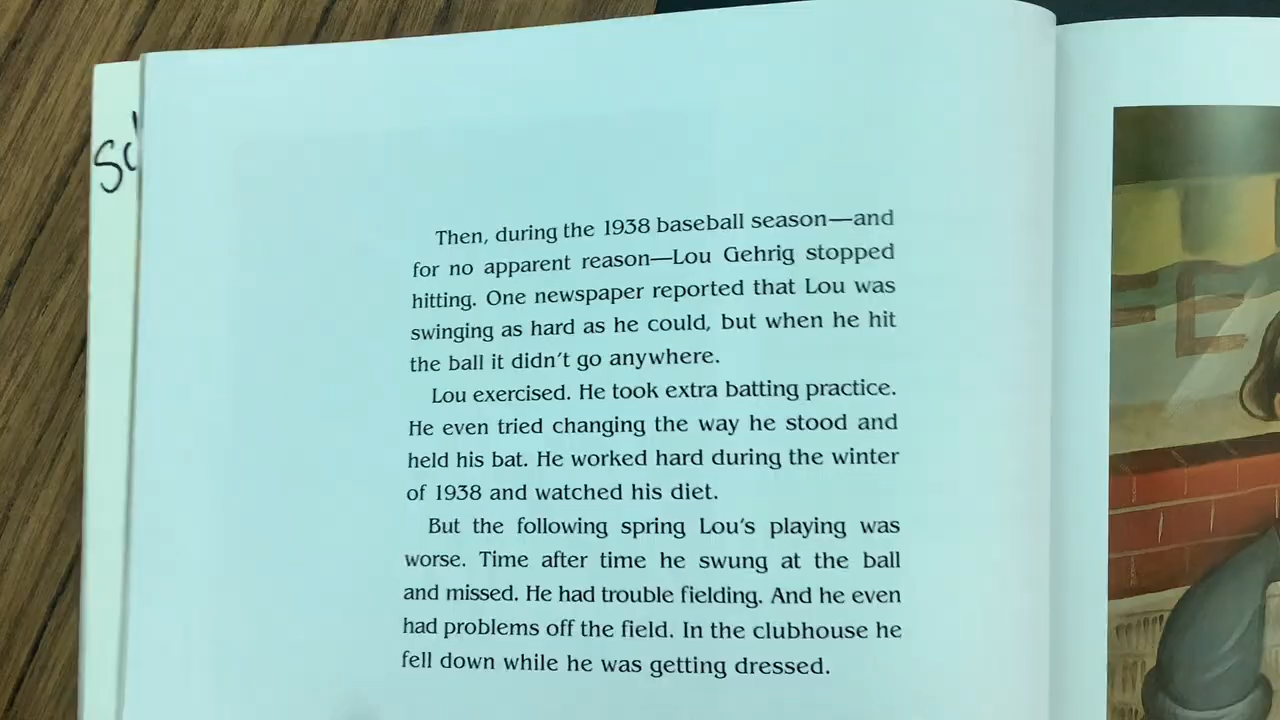 Then, during the 1938 baseball season—and
for no apparent reason—Lou Gehrig stopped
hitting. One newspaper reported that Lou was
swinging as hard as he could, but when he hit
the ball it didn't go anywhere.
Lou exercised. He took extra batting practice.
He even tried changing the way he stood and
held his bat. He worked hard during the winter
of 1938 and watched his diet.
But the following spring Lou's playing was
worse. Time after time he swung at the ball
and missed. He had trouble fielding. And he even
had problems off the field. In the clubhouse he
fell down while he was getting dressed.